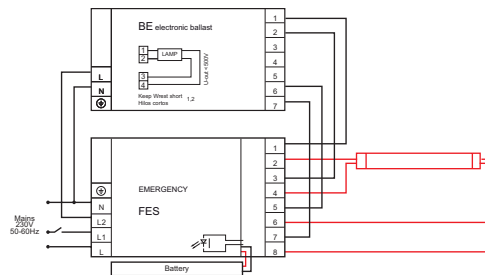 BE electronic ballast
1
2
3
4
5
6
7
1
2
LAMP
3
4
U-out <500V
L
N
Keep Wrest short
Hilos cortos 1,2
1
2
3
4
5
6
7
8
EMERGENCY
FES
N
L2
L1
L
Mains
230V
50-60Hz
Battery